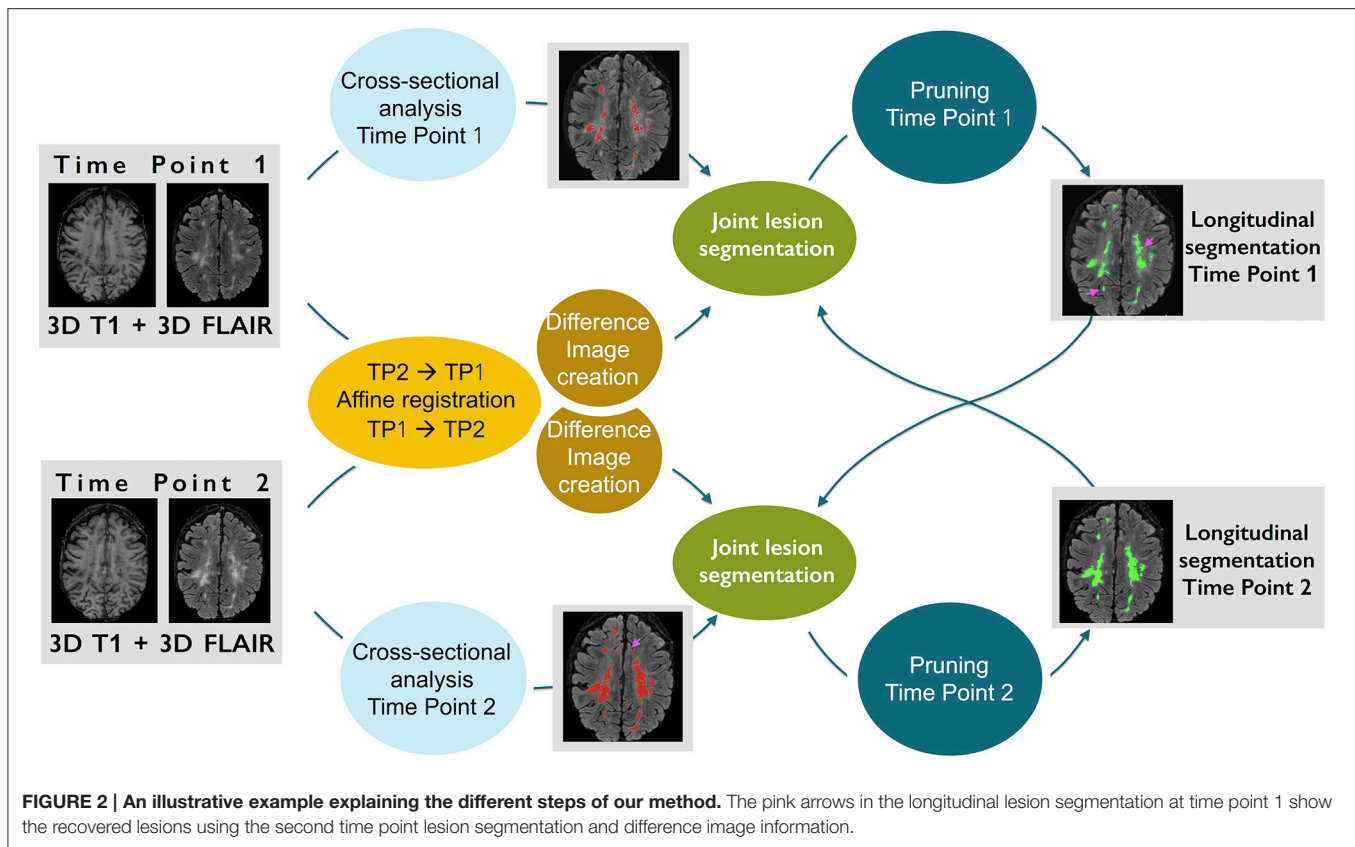 Cross-sectional
analysis
Time Point 1
Pruning
Time Point 1
Time Point 1
3D T1 + 3D FLAIR
Joint lesion
segmentation
Longitudinal
segmentation
Time Point 1
Difference
Image
creation
TP2 → TP1
Affine registration
TP1 → TP2
Difference
Image
creation
Time Point 2
3D T1 + 3D FLAIR
Joint lesion
segmentation
Longitudinal
segmentation
Time Point 2
Cross-sectional
analysis
Time Point 2
Pruning
Time Point 2
FIGURE 2 | An illustrative example explaining the different steps of our method. The pink arrows in the longitudinal lesion segmentation at time point 1 show
the recovered lesions using the second time point lesion segmentation and difference image information.